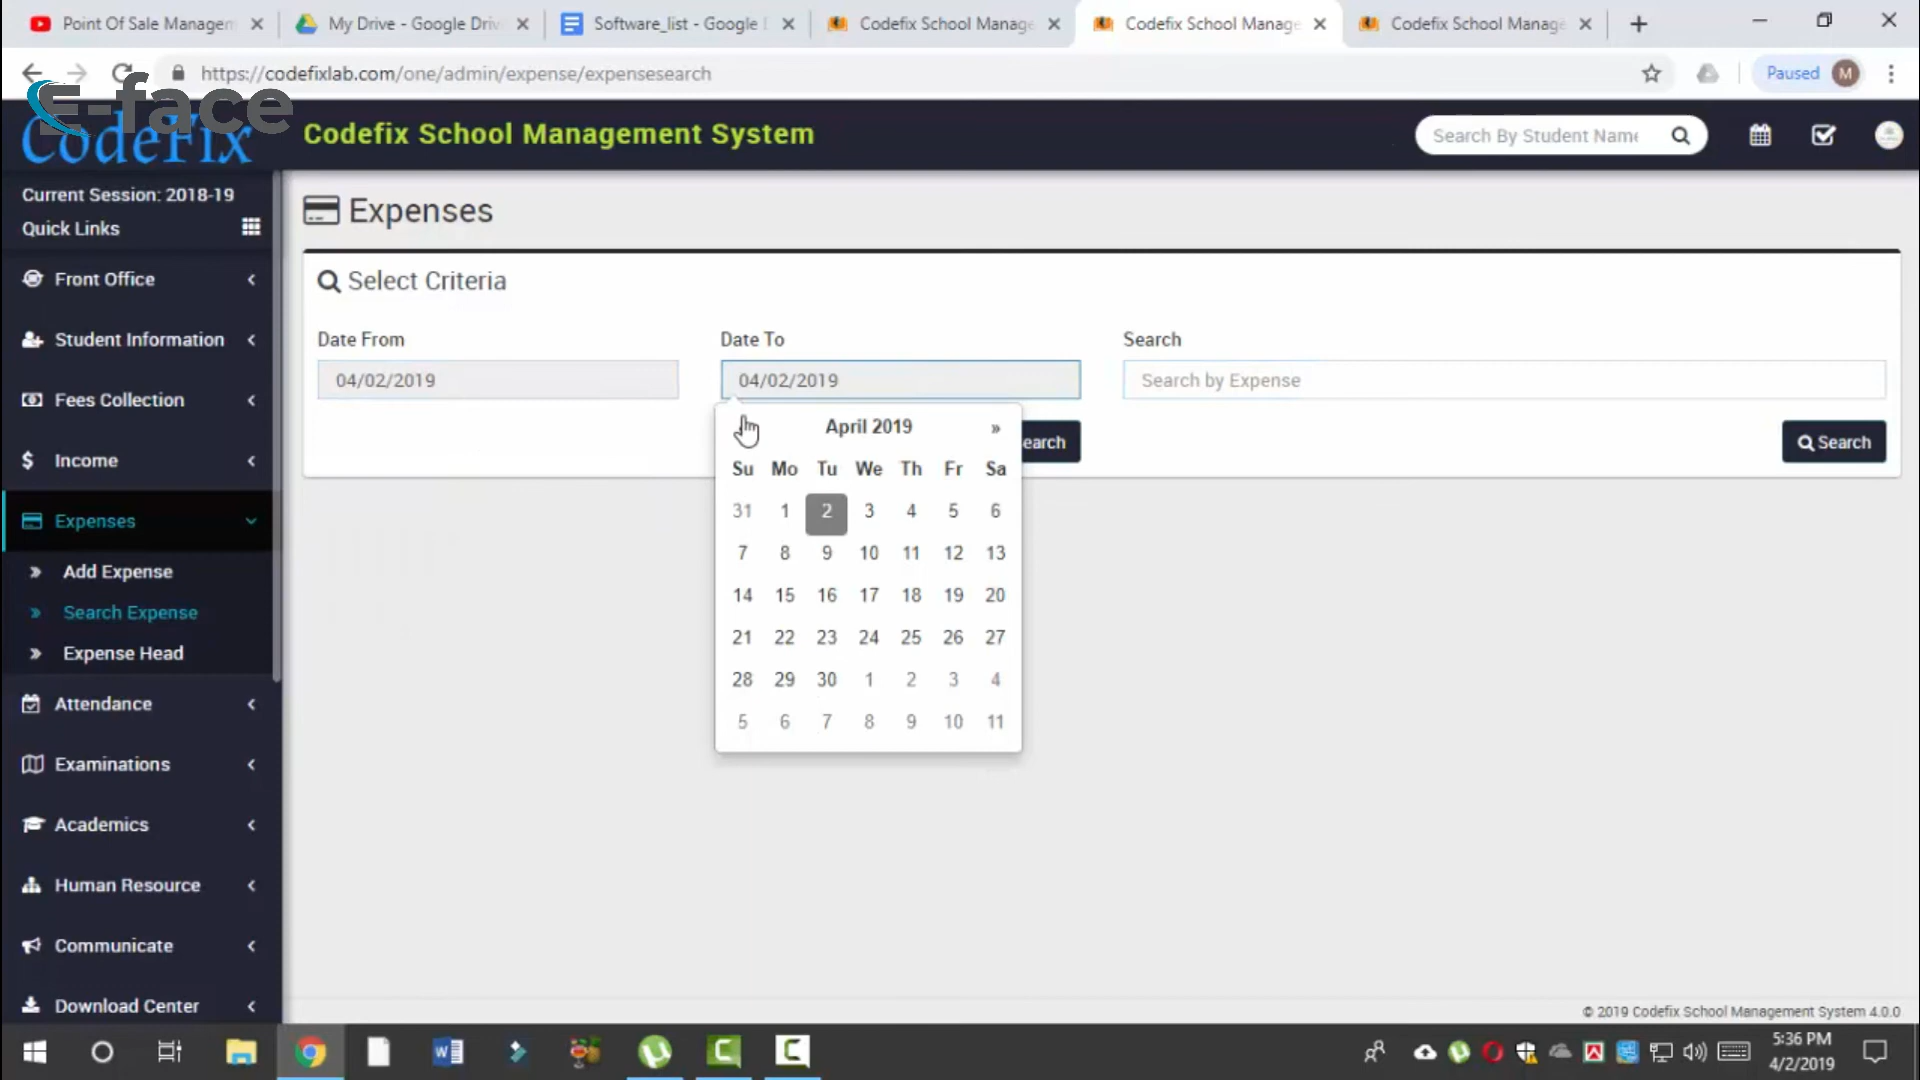 Point Of Sale Managem
My Drive - Google Driv
Software_list - Google
Codefix School Manage
Codefix School Manage
Codefix School Manage
https://codefixlab.com/one/admin/expense/expensesearch
Paused M
E-face
CodeFix
Codefix School Management System
Search By Student Name
Current Session: 2018-19
Quick Links
Front Office
Student Information
Fees Collection
Income
Expenses
Add Expense
Search Expense
Expense Head
Attendance
Examinations
Academics
Human Resource
Communicate
Download Center
Expenses
Select Criteria
Date From
Date To
Search
04/02/2019
04/02/2019
Search by Expense
earch
Search
April 2019 »
Su Mo Tu We Th Fr Sa
31 1 2 3 4 5 6
7 8 9 10 11 12 13
14 15 16 17 18 19 20
21 22 23 24 25 26 27
28 29 30 1 2 3 4
5 6 7 8 9 10 11
© 2019 Codefix School Management System 4.0.0
5:36 PM
4/2/2019